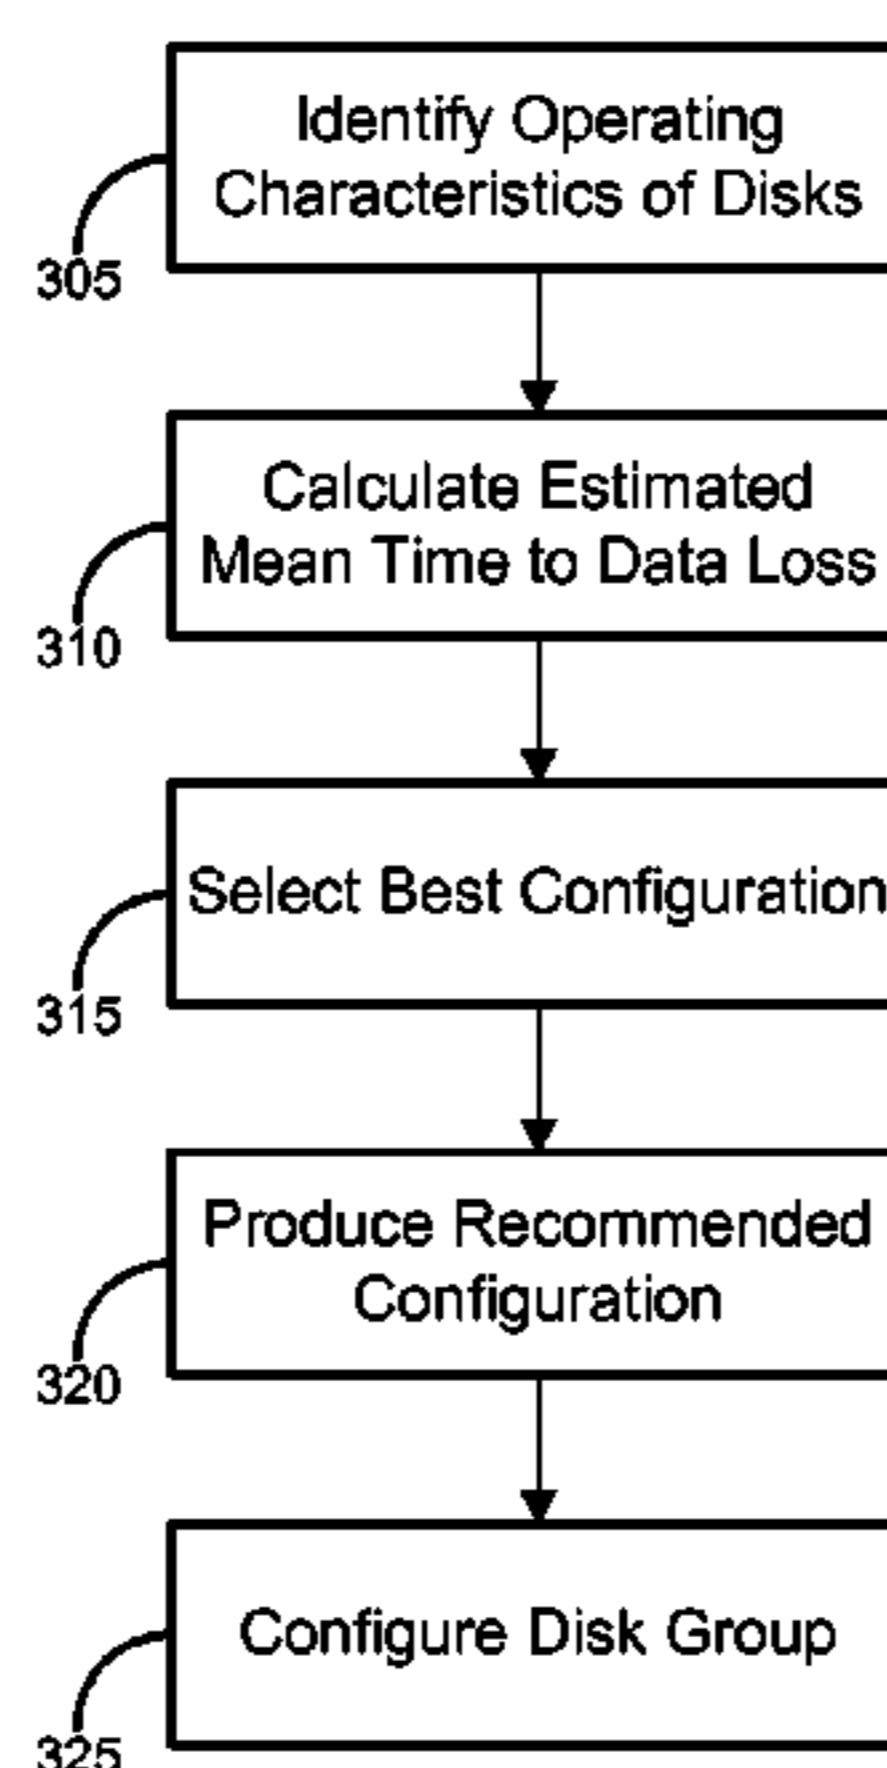 Identify Operating
Characteristics of Disks
305
Calculate Estimated
Mean Time to Data Loss
310
Select Best Configuration
315
Produce Recommended
Configuration
320
Configure Disk Group
325